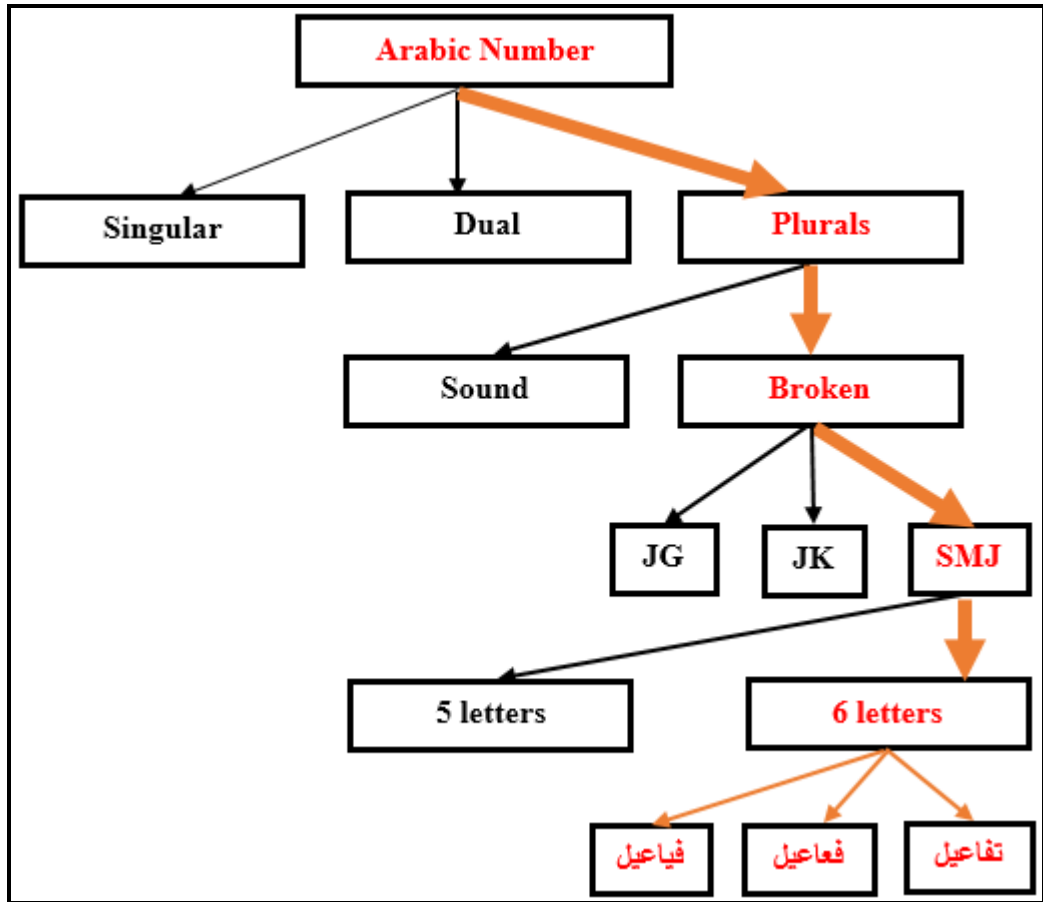 Arabic Number
Singular
Dual
Plurals
Sound
Broken
JG
JK
SMJ
5 letters
6 letters
فياعيل
فعاعيل
تفاعيل